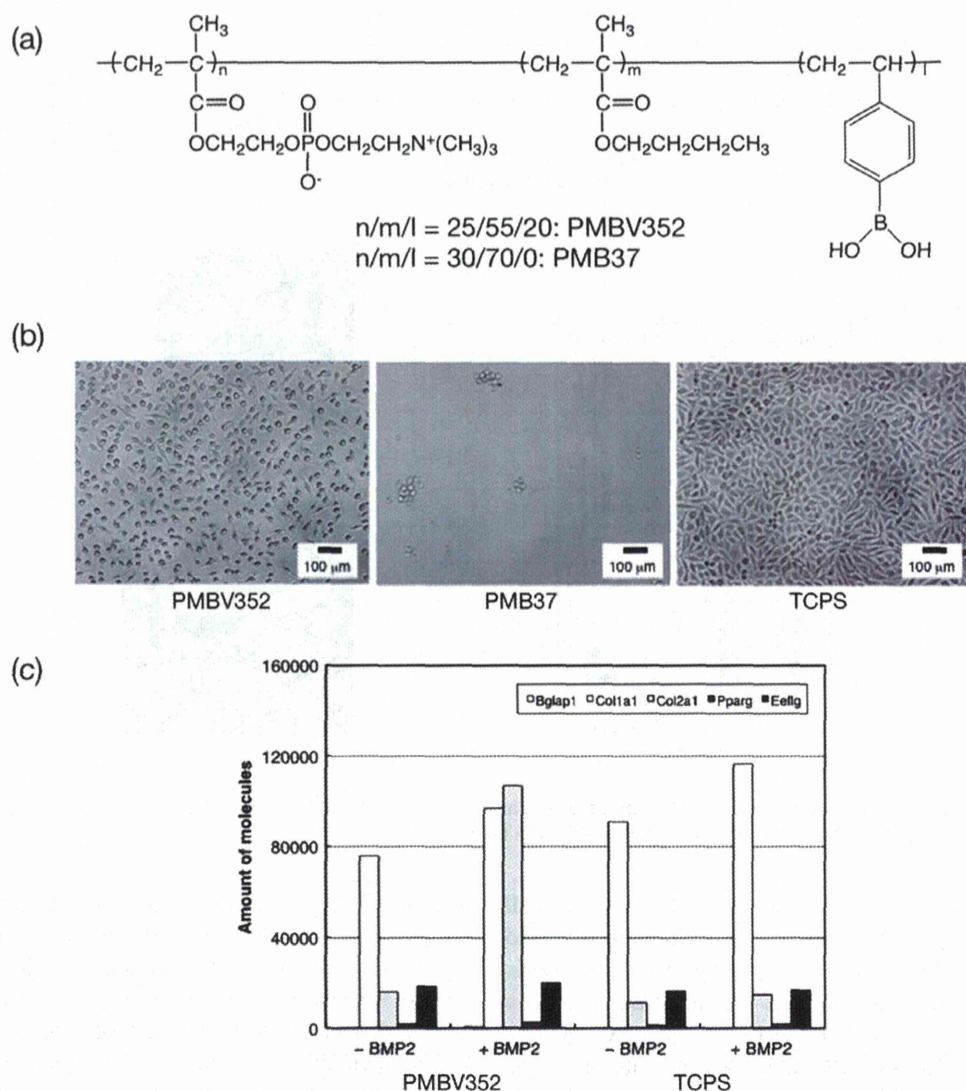 (a)
CH₃
CH₃
(CH₂—C)n
(CH₂—C)m
(CH₂—CH)l
C=O
O
C=O
OCH₂CH₂OPOCH₂CH₂N⁺(CH₃)₃
OCH₂CH₂CH₂CH₃
O⁻
B
HO
OH
n/m/l = 25/55/20: PMBV352
n/m/l = 30/70/0: PMB37
(b)
100 μm
100 μm
100 μm
PMBV352
PMB37
TCPS
(c)
160000
120000
80000
40000
0
Amount of molecules
Bglap1 Col1a1 Col2a1 Pparg Eeflg
– BMP2
+ BMP2
– BMP2
+ BMP2
PMBV352
TCPS